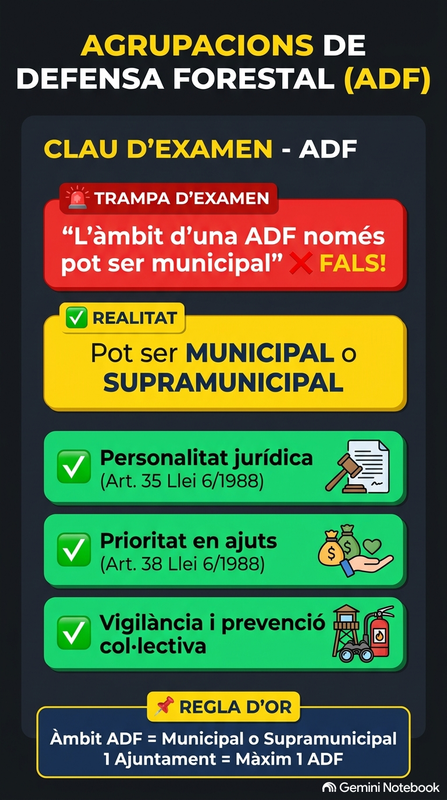 AGRUPACIONS DE
DEFENSA FORESTAL (ADF)
CLAU D'EXAMEN - ADF
TRAMPA D'EXAMEN
“L'àmbit d'una ADF només
pot ser municipal” ❌ FALS!
✅ REALITAT
Pot ser MUNICIPAL o
SUPRAMUNICIPAL
Personalitat jurídica
(Art. 35 Llei 6/1988)
Prioritat en ajuts
(Art. 38 Llei 6/1988)
Vigilància i prevenció
col·lectiva
REGLA D'OR
Àmbit ADF = Municipal o Supramunicipal
1 Ajuntament = Màxim 1 ADF
Gemini Notebook